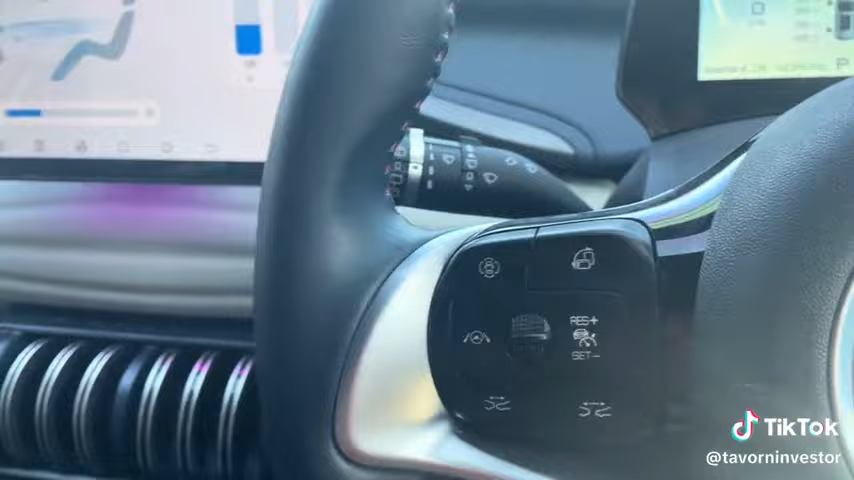 P
RES+
SET-
TikTok
@tavorninvestor